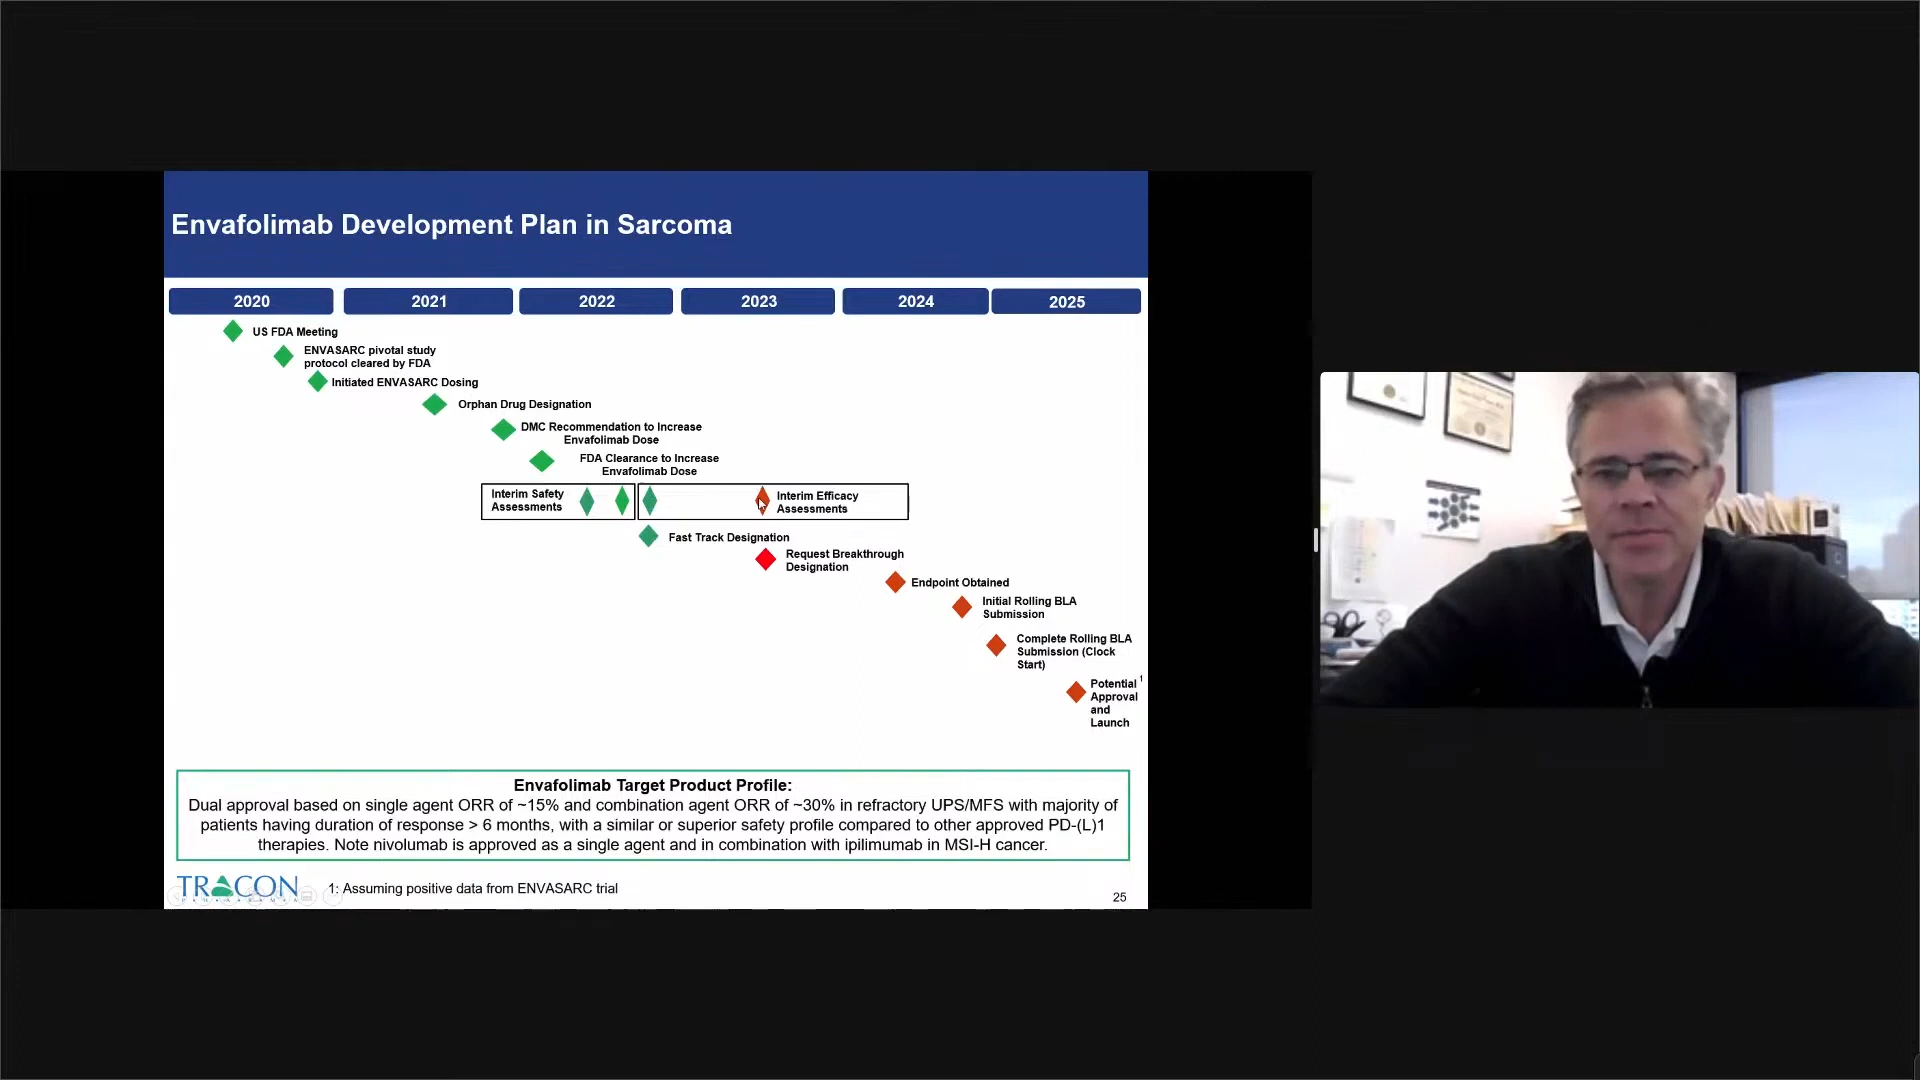 Envafolimab Development Plan in Sarcoma
2020 2021 2022 2023 2024 2025
US FDA Meeting
ENVASARC pivotal study
protocol cleared by FDA
Initiated ENVASARC Dosing
Orphan Drug Designation
DMC Recommendation to Increase
Envafolimab Dose
FDA Clearance to Increase
Envafolimab Dose
Interim Safety
Assessments
Interim Efficacy
Assessments
Fast Track Designation
Request Breakthrough
Designation
Endpoint Obtained
Initial Rolling BLA
Submission
Complete Rolling BLA
Submission (Clock
Start)
Potential 1
Approval
and
Launch
Envafolimab Target Product Profile:
Dual approval based on single agent ORR of ~15% and combination agent ORR of ~30% in refractory UPS/MFS with majority of
patients having duration of response > 6 months, with a similar or superior safety profile compared to other approved PD-(L)1
therapies. Note nivolumab is approved as a single agent and in combination with ipilimumab in MSI-H cancer.
TRACON
1: Assuming positive data from ENVASARC trial
25